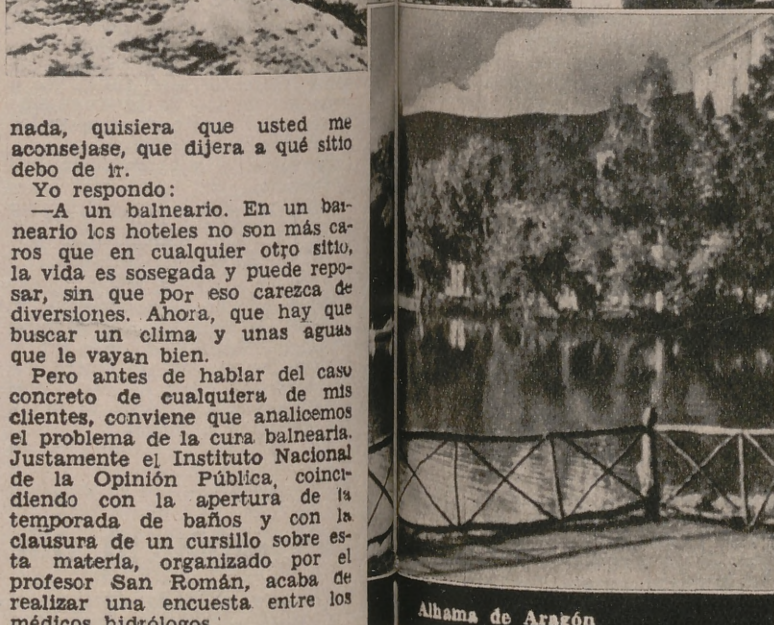 nada, quisiera que usted me
aconsejase, que dijera a qué sitio
debo de ir.
Yo respondo:
—A un balneario. En un bal-
neario los hoteles no son más ca-
ros que en cualquier otro sitio,
la vida es sosegada y puede repo-
sar, sin que por eso carezca de
diversiones. Ahora, que hay que
buscar un clima y unas aguas
que le vayan bien.
Pero antes de hablar del caso
concreto de cualquiera de mis
clientes, conviene que analicemos
el problema de la cura balnearia.
Justamente el Instituto Nacional
de la Opinión Pública, coinci-
diendo con la apertura de la
temporada de baños y con la
clausura de un cursillo sobre es-
ta materia, organizado por el
profesor San Román, acaba de
realizar una encuesta entre los
médicos hidrólogos.
Alhama de Aragón